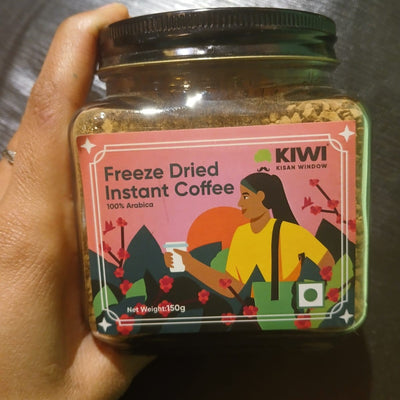 KIWI
KISAN WINDOW
Freeze Dried
Instant Coffee
100% Arabica
Net Weight:150g